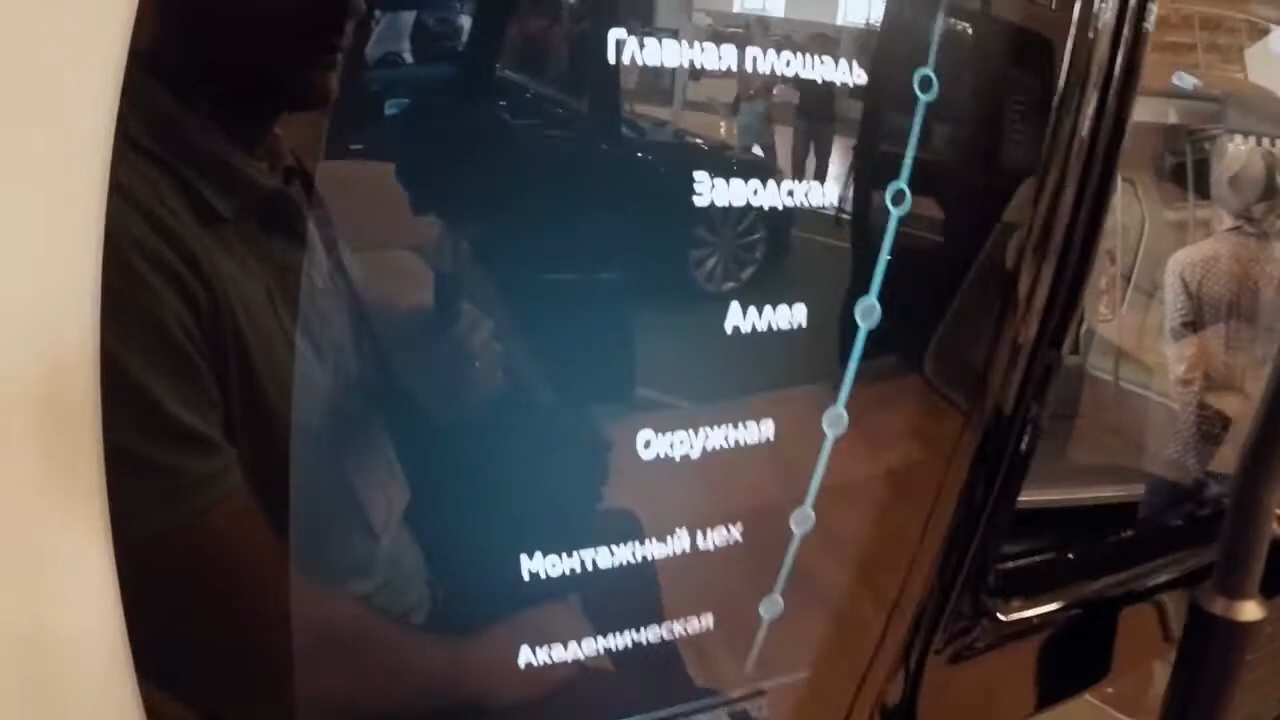 Главная площадь
Заводская
Аллея
Окружная
Монтажный цех
Академическая